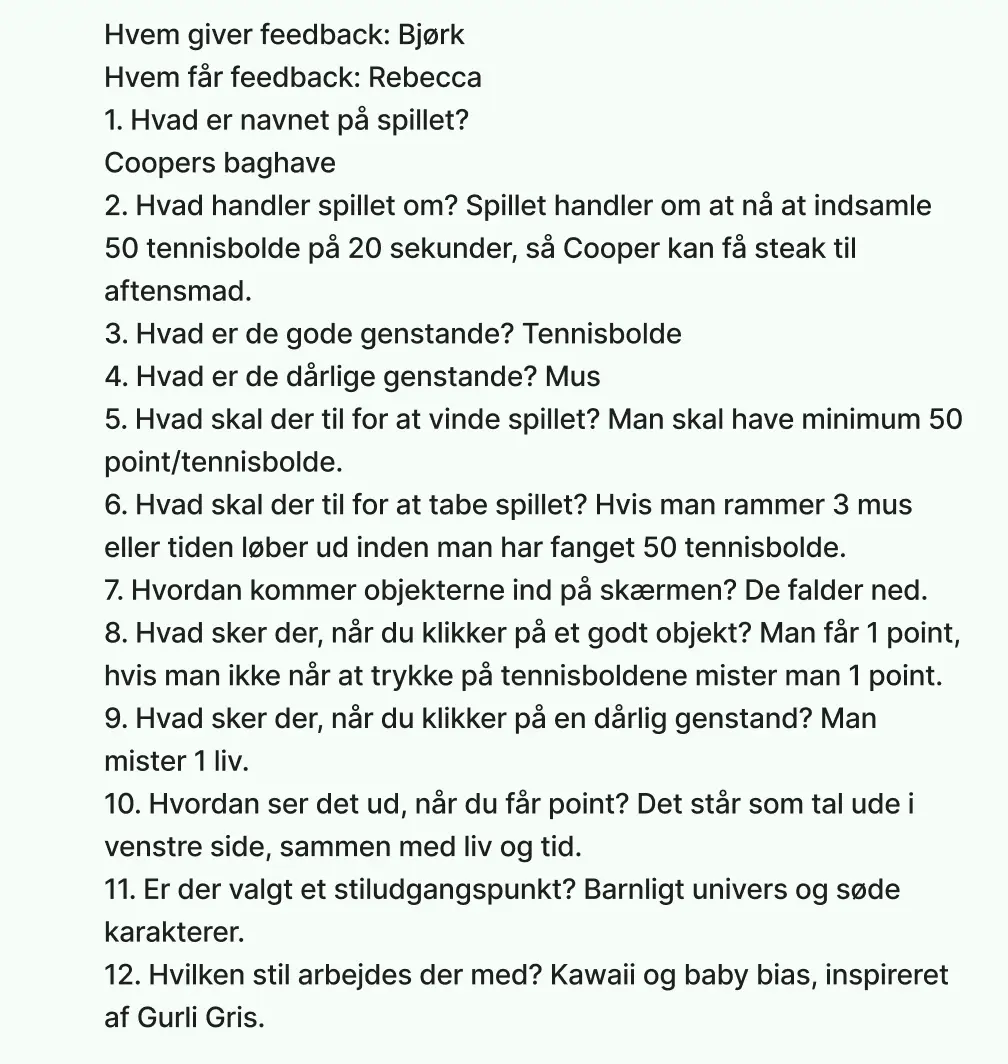 Hvem giver feedback: Bjørk
Hvem får feedback: Rebecca
1. Hvad er navnet på spillet?
Coopers baghave
2. Hvad handler spillet om? Spillet handler om at nå at indsamle
50 tennisbolde på 20 sekunder, så Cooper kan få steak til
aftensmad.
3. Hvad er de gode genstande? Tennisbolde
4. Hvad er de dårlige genstande? Mus
5. Hvad skal der til for at vinde spillet? Man skal have minimum 50
point/tennisbolde.
6. Hvad skal der til for at tabe spillet? Hvis man rammer 3 mus
eller tiden løber ud inden man har fanget 50 tennisbolde.
7. Hvordan kommer objekterne ind på skærmen? De falder ned.
8. Hvad sker der, når du klikker på et godt objekt? Man får 1 point,
hvis man ikke når at trykke på tennisboldene mister man 1 point.
9. Hvad sker der, når du klikker på en dårlig genstand? Man
mister 1 liv.
10. Hvordan ser det ud, når du får point? Det står som tal ude i
venstre side, sammen med liv og tid.
11. Er der valgt et stiludgangspunkt? Barnligt univers og søde
karakterer.
12. Hvilken stil arbejdes der med? Kawaii og baby bias, inspireret
af Gurli Gris.